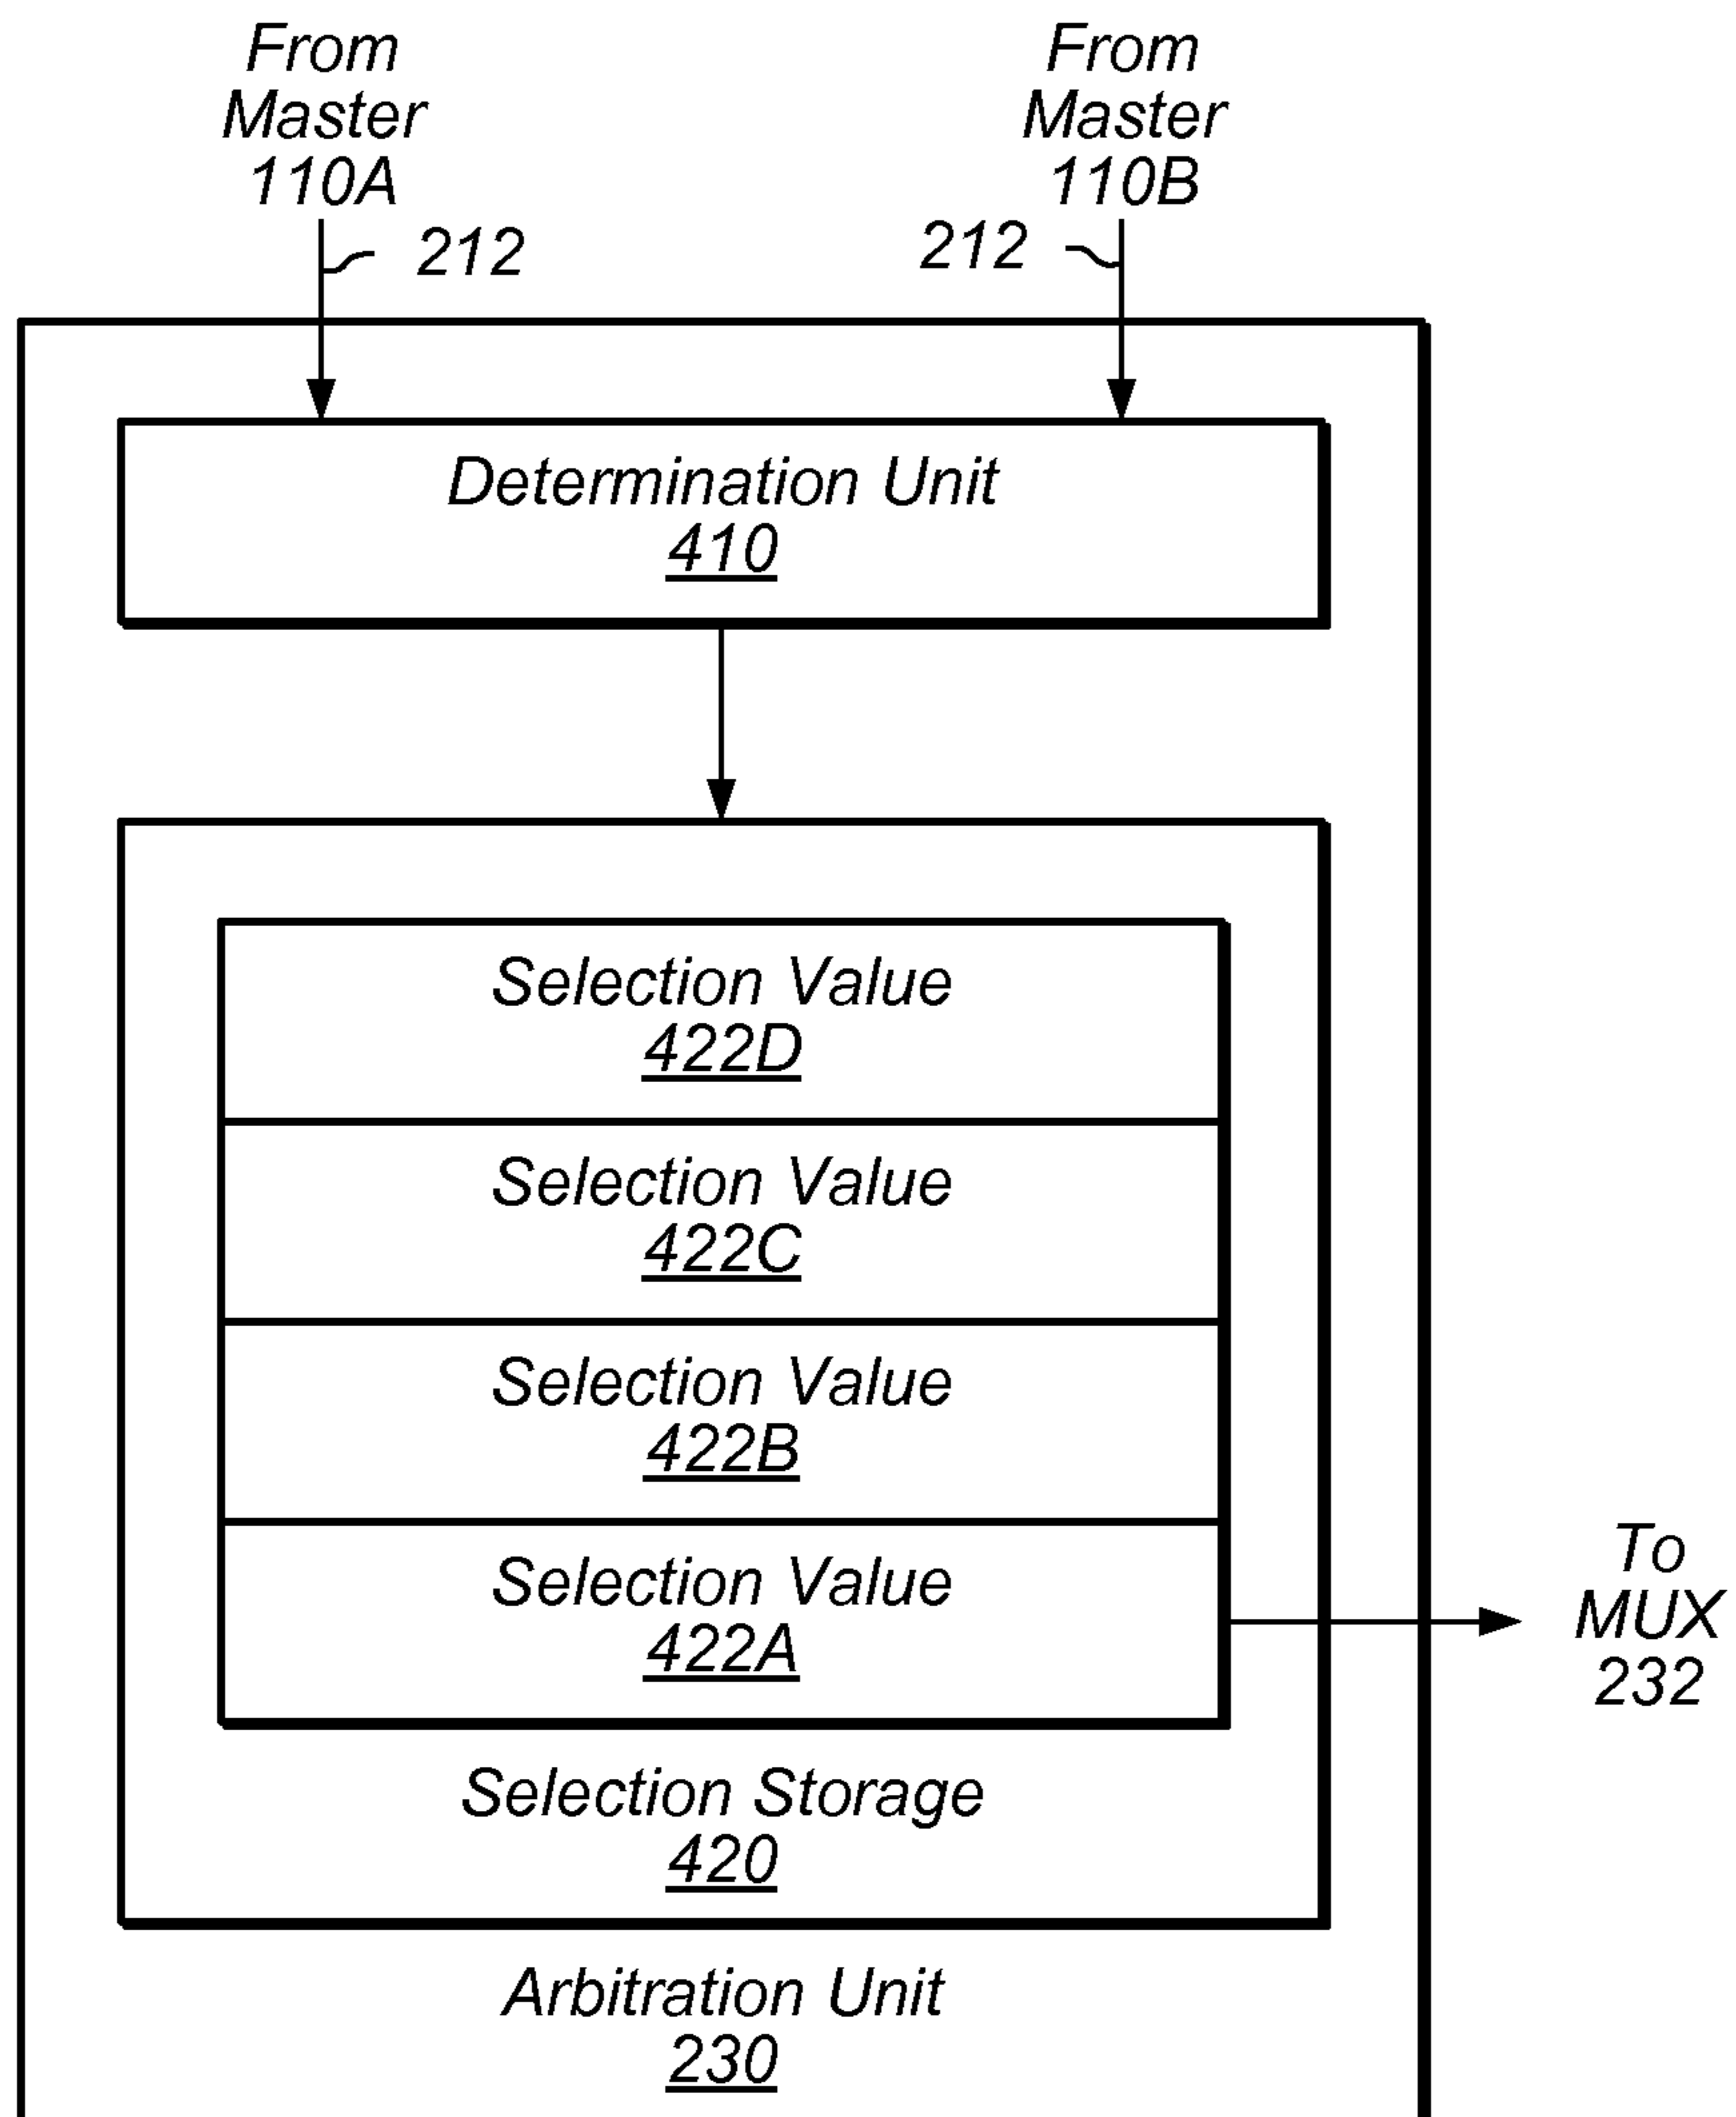 From
Master
110A
From
Master
110B
212
212
Determination Unit
410
Selection Value
422D
Selection Value
422C
Selection Value
422B
Selection Value
422A
To
MUX
232
Selection Storage
420
Arbitration Unit
230